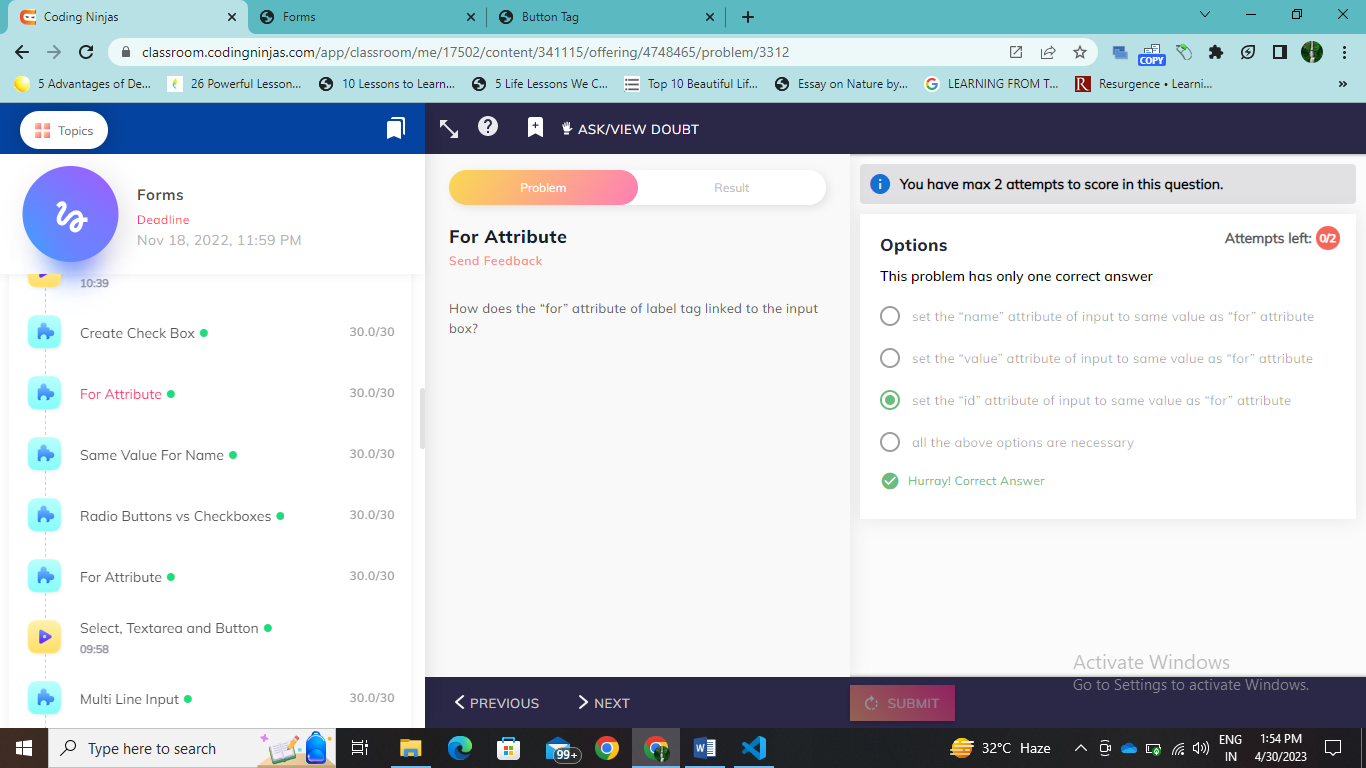 Coding Ninjas
Forms
Button Tag
classroom.codingninjas.com/app/classroom/me/17502/content/341115/offering/4748465/problem/3312
COPY
5 Advantages of De...
26 Powerful Lesson...
10 Lessons to Learn...
5 Life Lessons We C...
Top 10 Beautiful Lif...
Essay on Nature by...
LEARNING FROM T...
Resurgence • Learni...
Topics
ASK/VIEW DOUBT
Forms
Deadline
Nov 18, 2022, 11:59 PM
10:39
Create Check Box
30.0/30
For Attribute
30.0/30
Same Value For Name
30.0/30
Radio Buttons vs Checkboxes
30.0/30
For Attribute
30.0/30
Select, Textarea and Button
09:58
Multi Line Input
30.0/30
Problem
Result
For Attribute
Send Feedback
How does the “for” attribute of label tag linked to the input
box?
You have max 2 attempts to score in this question.
Options
Attempts left: 0/2
This problem has only one correct answer
set the “name” attribute of input to same value as “for” attribute
set the “value” attribute of input to same value as “for” attribute
set the “id” attribute of input to same value as “for” attribute
all the above options are necessary
Hurray! Correct Answer
Activate Windows
Go to Settings to activate Windows.
PREVIOUS
NEXT
SUBMIT
Type here to search
99+
32°C Haze
ENG
IN
1:54 PM
4/30/2023